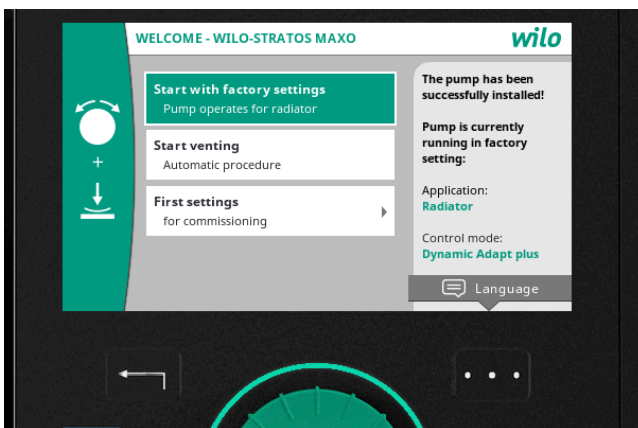 WELCOME - WILO-STRATOS MAXO
wilo
Start with factory settings
Pump operates for radiator
Start venting
Automatic procedure
First settings
for commissioning
The pump has been
successfully installed!
Pump is currently
running in factory
setting:
Application:
Radiator
Control mode:
Dynamic Adapt plus
Language